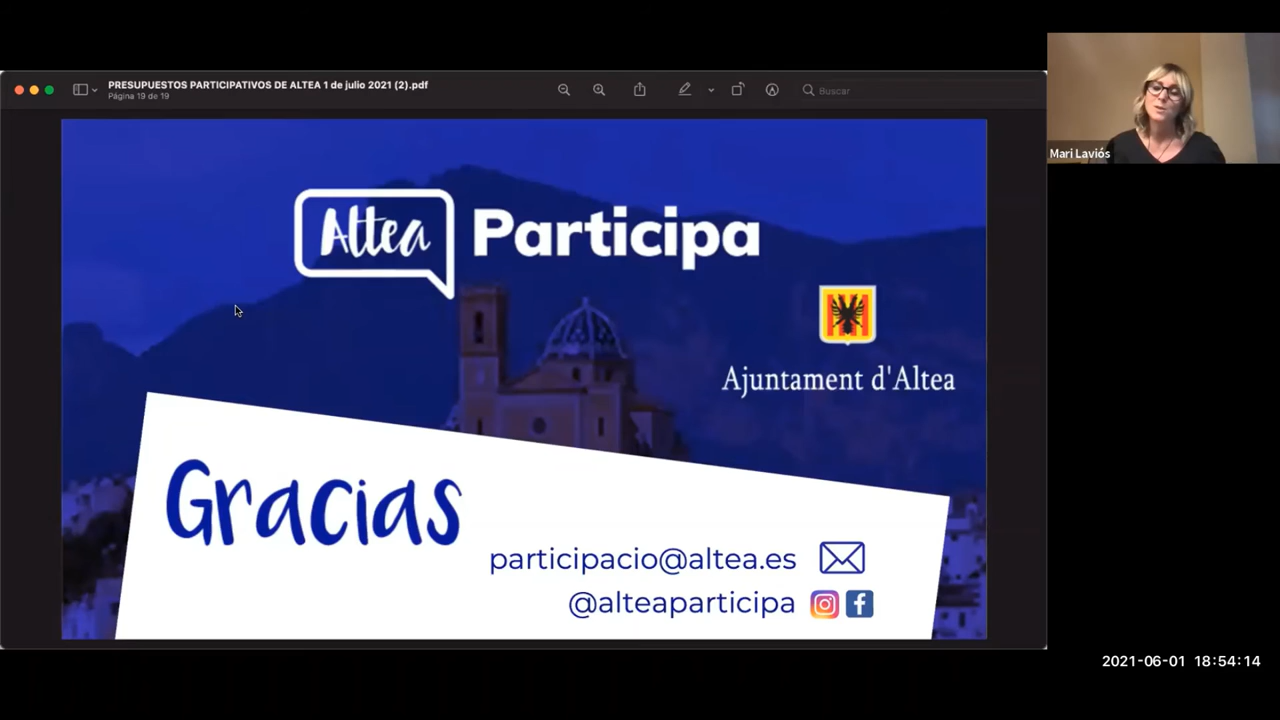 PRESUPUESTOS PARTICIPATIVOS DE ALTEA 1 de julio 2021 (2).pdf
Página 19 de 19
Buscar
Mari Laviós
Altea Participa
Ajuntament d'Altea
Gracias
participacio@altea.es
@alteaparticipa
2021-06-01 18:54:14